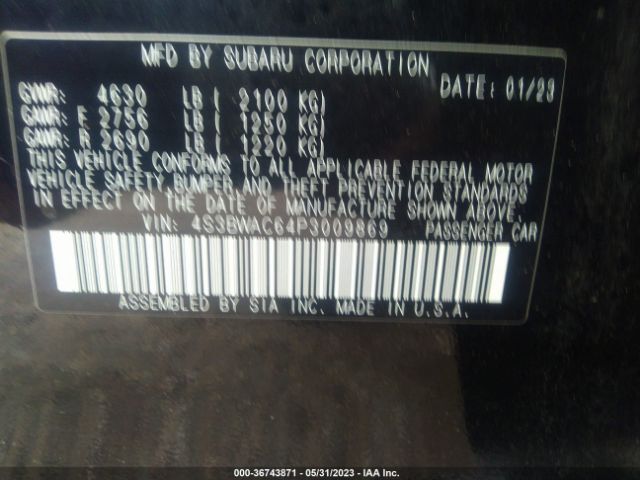 MFD BY SUBARU CORPORATION
DATE: 01/23
GVWR: 4630 LB ( 2100 KG)
GAWR: F 2756 LB ( 1250 KG)
GAWR: R 2690 LB ( 1220 KG)
THIS VEHICLE CONFORMS TO ALL APPLICABLE FEDERAL MOTOR
VEHICLE SAFETY,BUMPER,AND THEFT PREVENTION STANDARDS
IN EFFECT ON THE DATE OF MANUFACTURE SHOWN ABOVE.
VIN: 4S3BWAC64P3009869 PASSENGER CAR
ASSEMBLED BY SIA INC. MADE IN U.S.A.
000-36743871 - 05/31/2023 - IAA Inc.